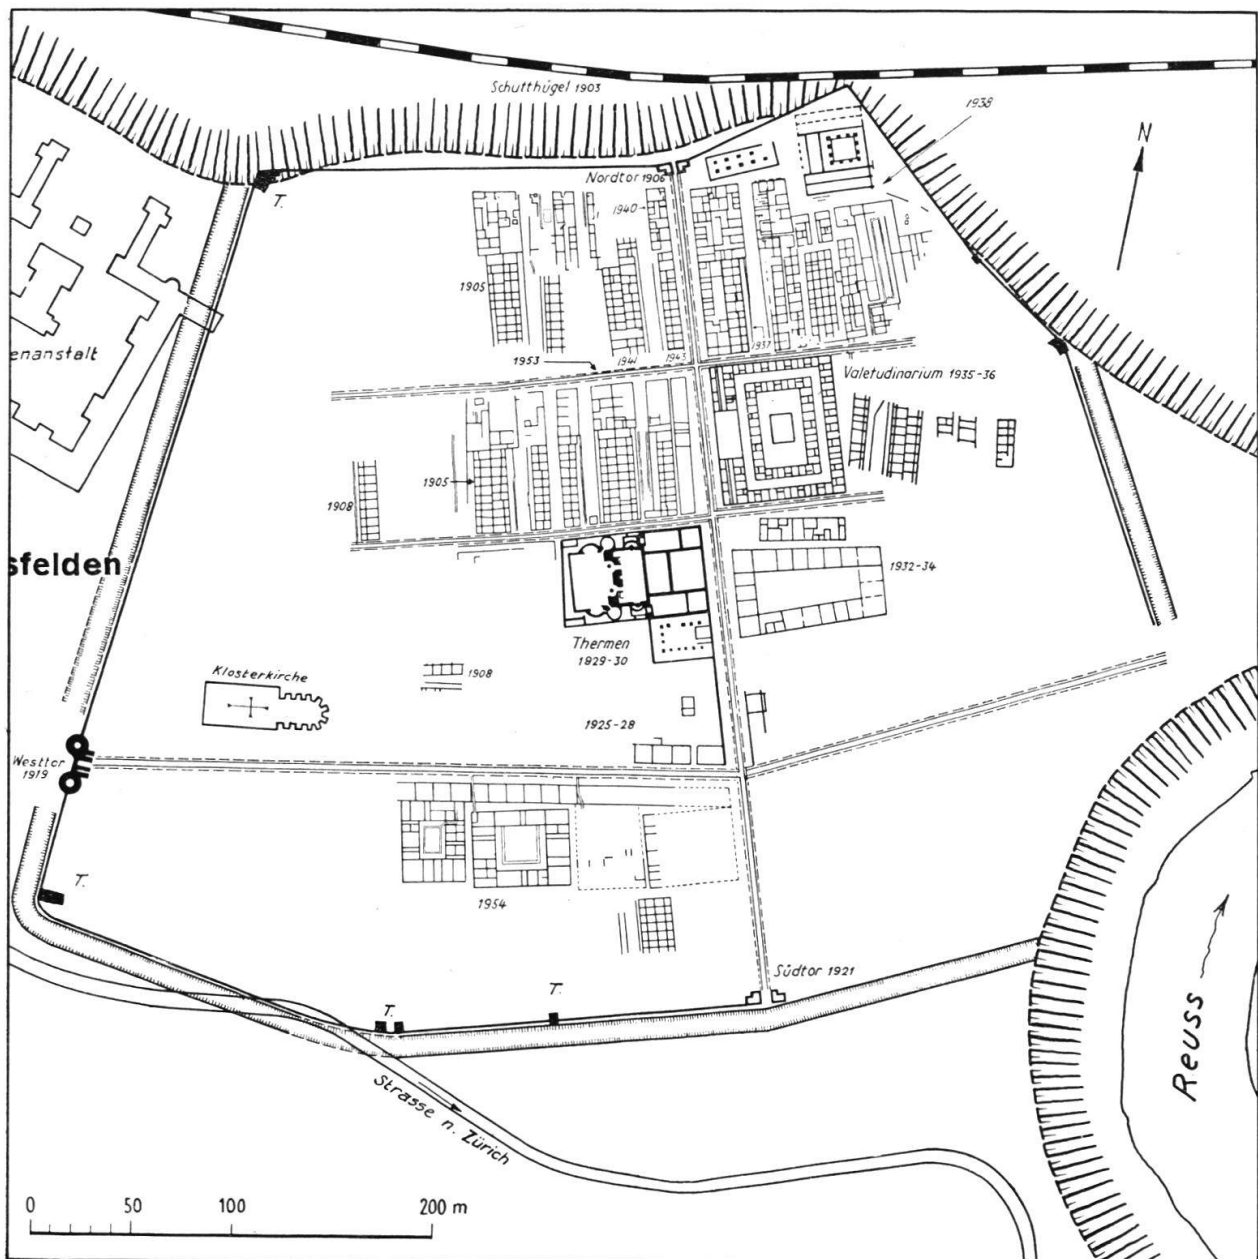 Schutthügel 1903
1938
N
Nordtor 1906
T.
1940
1905
enanstalt
1953
1941
1943
1937
Valetudinarium 1935-36
1905
1908
sfelden
1932-34
Thermen
1829-30
Klosterkirche
1908
1925-28
Westtor
1919
T.
1954
Südtor 1921
T.
T.
Reuss
Strasse n. Zürich
0 50 100 200 m